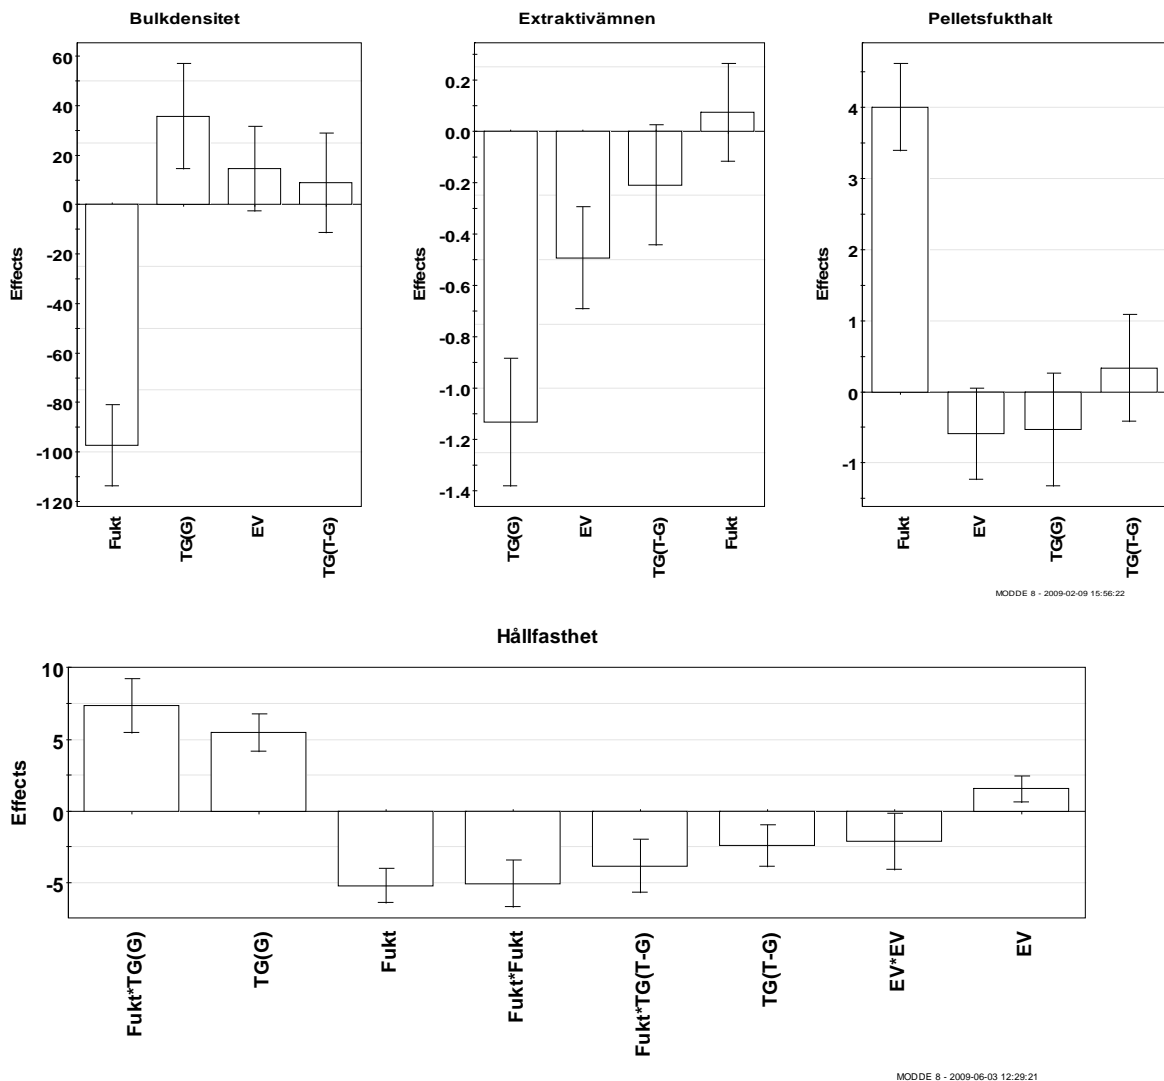 Bulkdensitet
Extraktivämnen
Pelletsfukthalt
60
40
20
0
-20
-40
-60
-80
-100
-120
Effects
Fukt
TG(G)
EV
TG(T-G)
0.2
0.0
-0.2
-0.4
-0.6
-0.8
-1.0
-1.2
-1.4
Effects
TG(G)
EV
TG(T-G)
Fukt
4
3
2
1
0
-1
Effects
Fukt
EV
TG(G)
TG(T-G)
MODDE 8 - 2009-02-09 15:56:22
Hållfasthet
10
5
0
-5
Effects
Fukt*TG(G)
TG(G)
Fukt
Fukt*Fukt
Fukt*TG(T-G)
TG(T-G)
EV*EV
EV
MODDE 8 - 2009-06-03 12:29:21